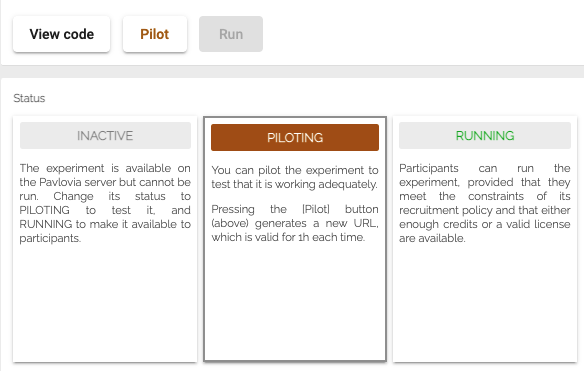 View code
Pilot
Run
Status
INACTIVE
The experiment is available on
the Pavlovia server but cannot be
run. Change its status to
PILOTING to test it, and
RUNNING to make it available to
participants.
PILOTING
You can pilot the experiment to
test that it is working adequately.
Pressing the [Pilot] button
(above) generates a new URL,
which is valid for 1h each time.
RUNNING
Participants can run the
experiment, provided that they
meet the constraints of its
recruitment policy and that either
enough credits or a valid license
are available.